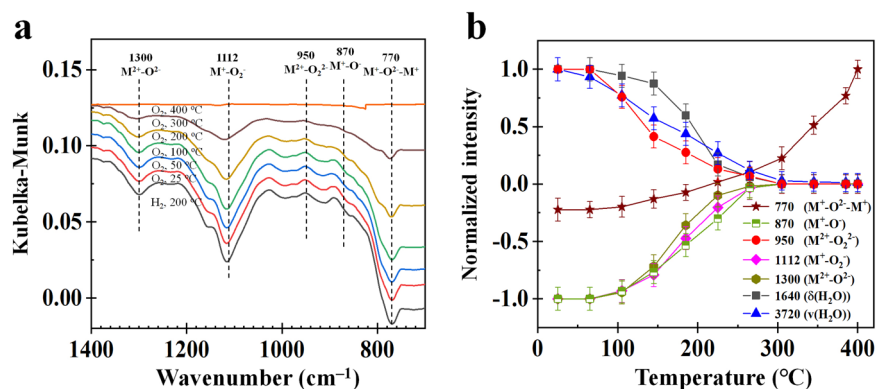 a
1300
M²⁺-O²⁻
1112
M⁺-O₂⁻
950
M²⁺-O₂²⁻
870
M⁺-O⁻
770
M⁺-O²⁻-M⁺
0.15
0.10
0.05
0.00
Kubelka-Munk
O₂, 400 °C
O₂, 300 °C
O₂, 200 °C
O₂, 100 °C
O₂, 50 °C
O₂, 25 °C
H₂, 200 °C
1400 1200 1000 800
Wavenumber (cm⁻¹)
b
1.0
0.5
0.0
-0.5
-1.0
Normalized intensity
770 (M⁺-O²⁻-M⁺)
870 (M⁺-O⁻)
950 (M²⁺-O₂²⁻)
1112 (M⁺-O₂⁻)
1300 (M²⁺-O²⁻)
1640 (δ(H₂O))
3720 (ν(H₂O))
0 100 200 300 400
Temperature (°C)